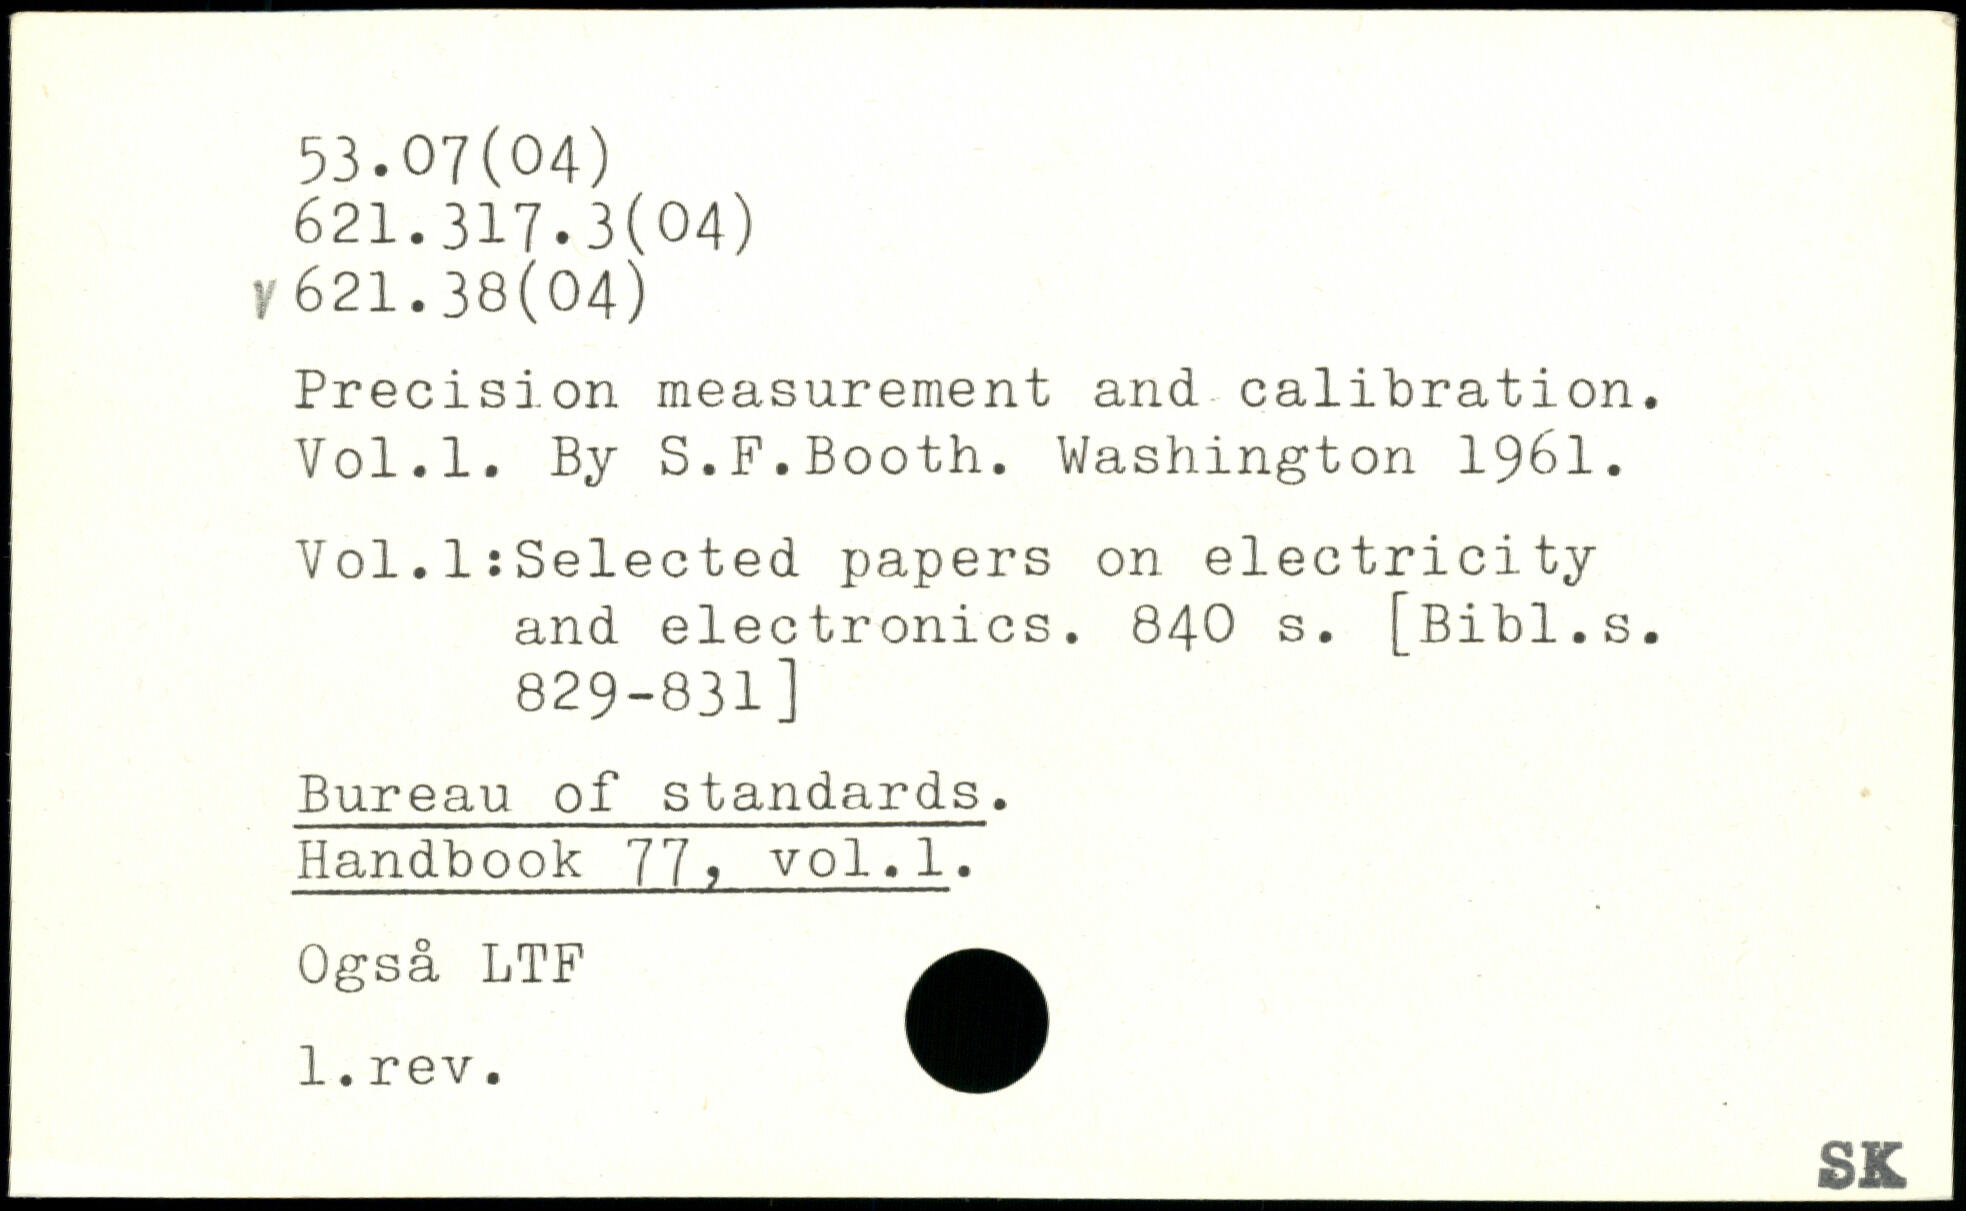 53.07(04)
621.317.3(04)
v 621.38(04)
Precision measurement and calibration.
Vol.1. By S.F.Booth. Washington 1961.
Vol.1:Selected papers on electricity
and electronics. 840 s. [Bibl.s.
829-831]
Bureau of standards.
Handbook 77, vol.1.
Også LTF
1.rev.
SK